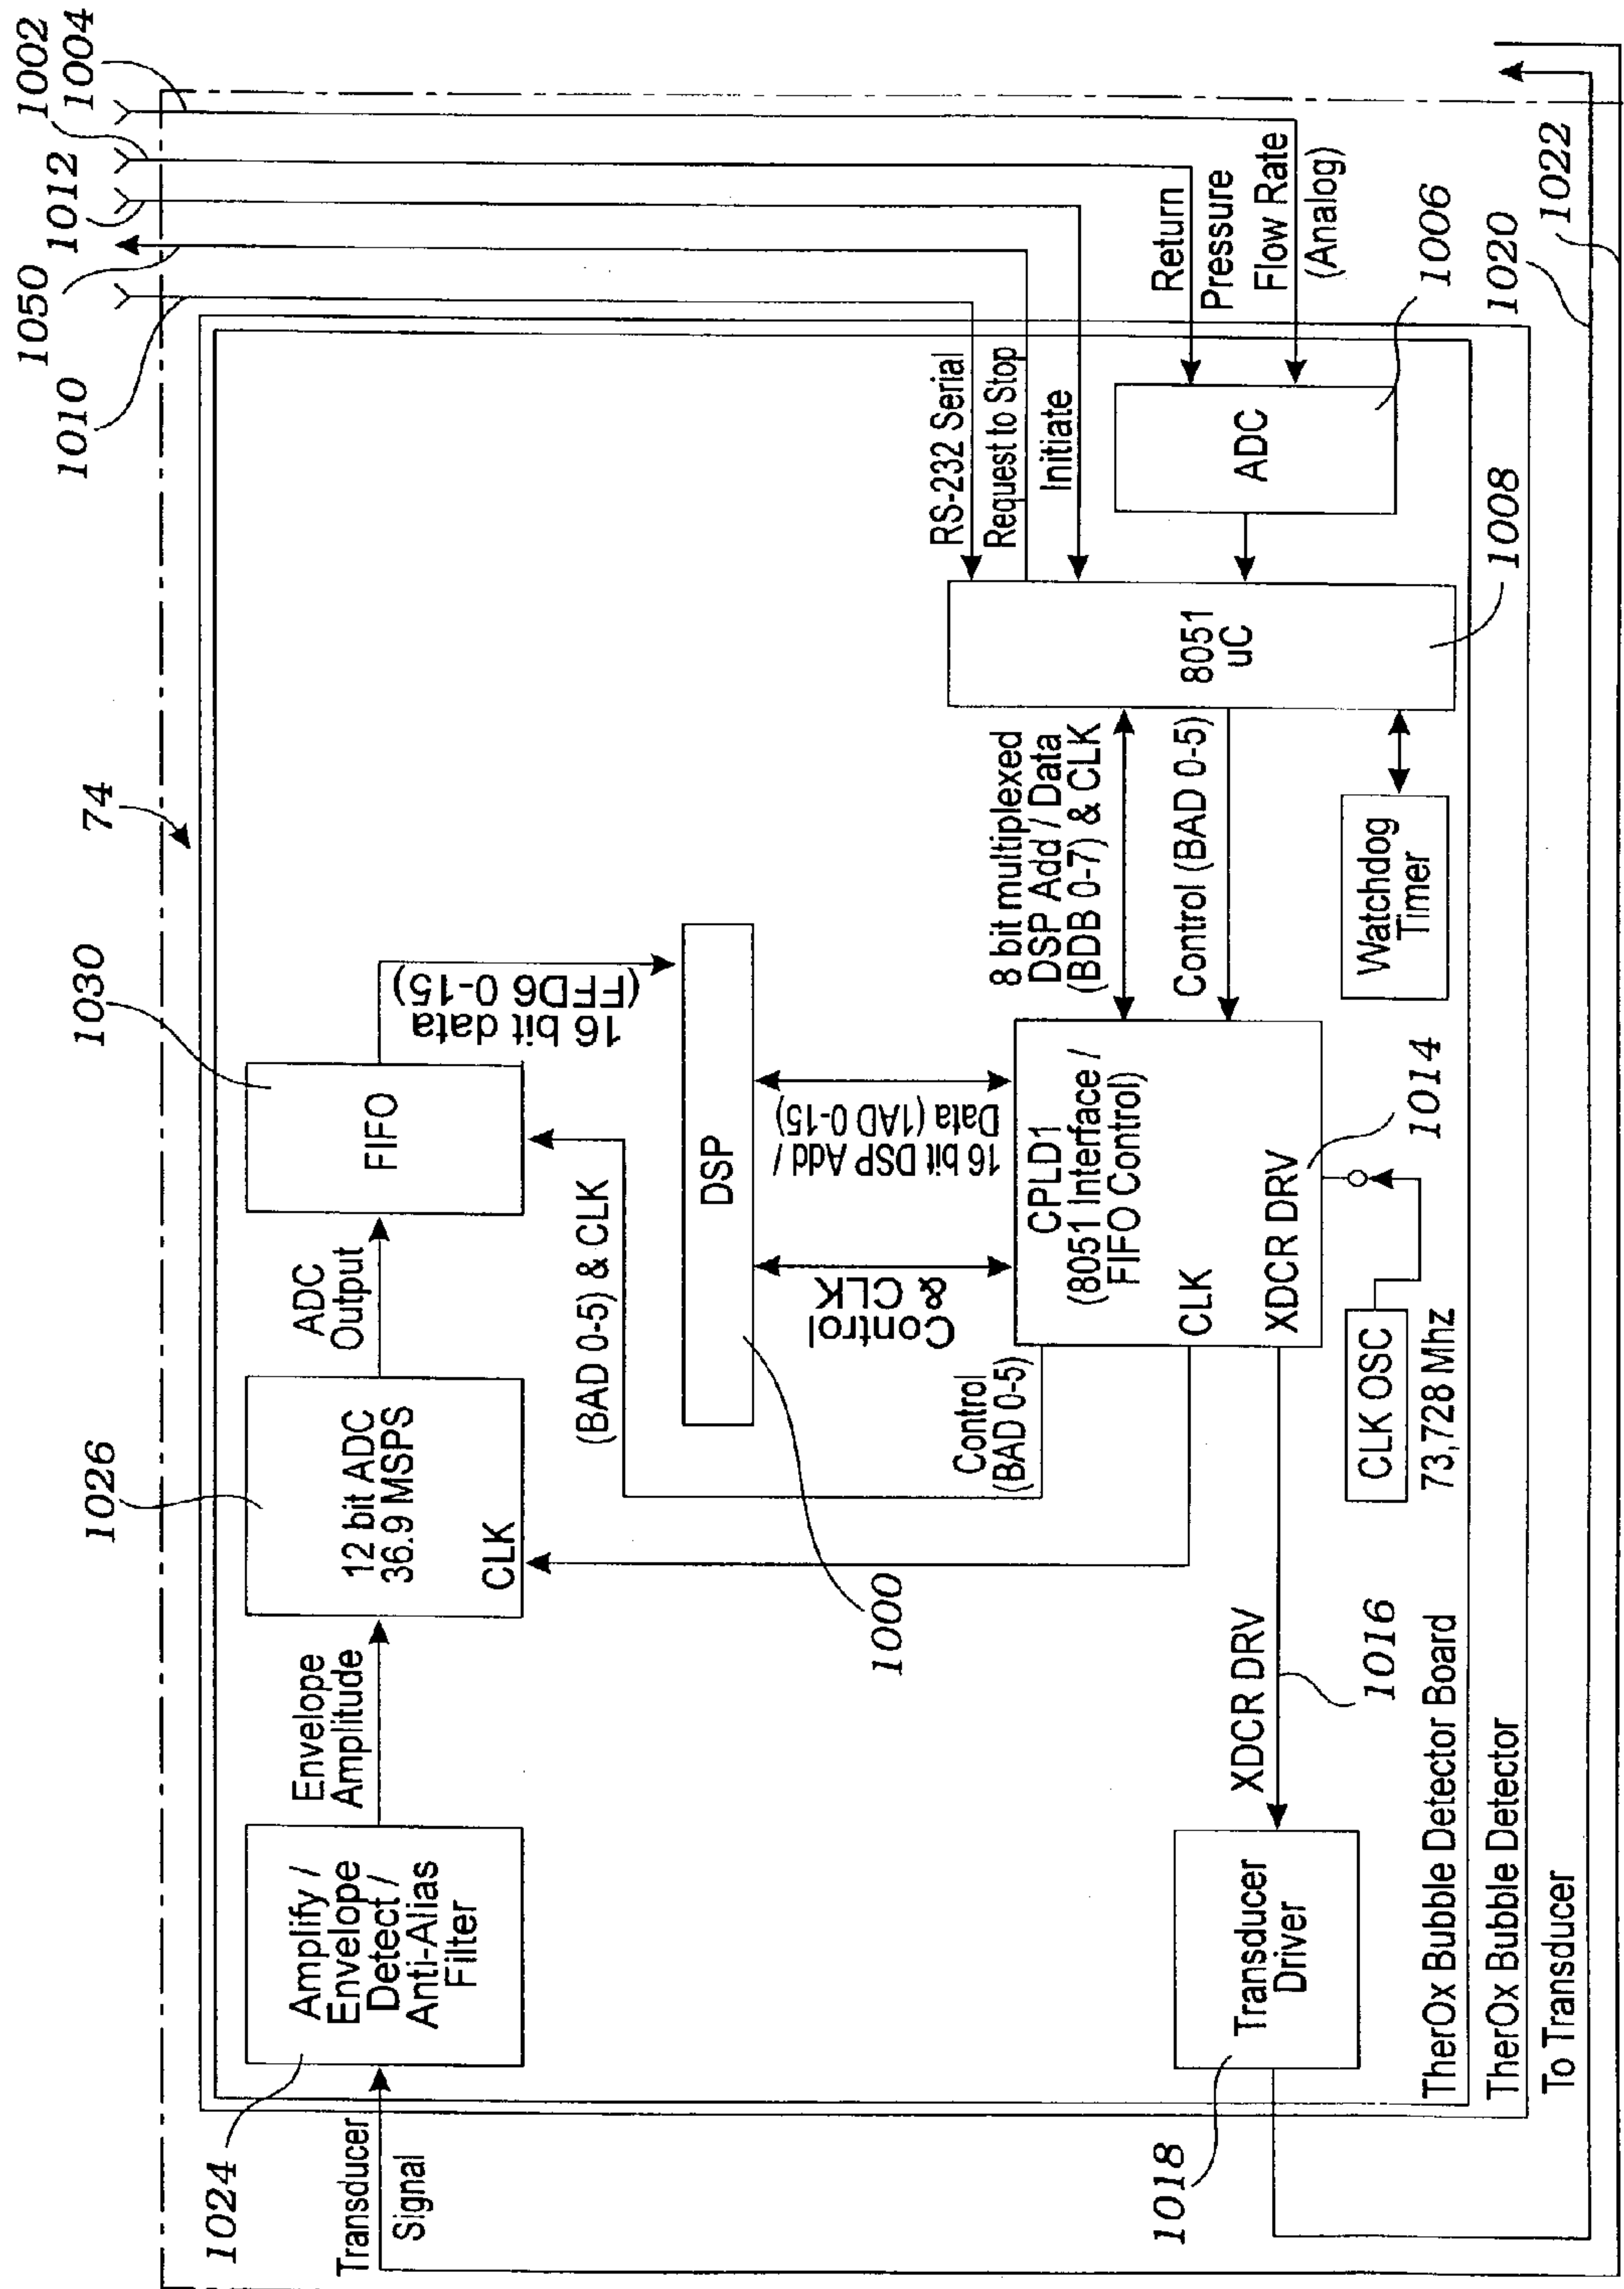 74
1026
1030
1050
1012
1002
1004
1010
1024
Transducer
Signal
Amplify /
Envelope
Detect /
Anti-Alias
Filter
Envelope
Amplitude
12 bit ADC
36.9 MSPS
CLK
ADC
Output
FIFO
16 bit data
(FFD6 0-15)
(BAD 0-5) & CLK
DSP
1000
Control
& CLK
16 bit DSP Add /
Data (1AD 0-15)
Control
(BAD 0-5)
CPLD1
(8051 Interface /
FIFO Control)
CLK
XDCR DRV
1014
8 bit multiplexed
DSP Add / Data
(BDB 0-7) & CLK
Control (BAD 0-5)
8051
uC
1008
RS-232 Serial
Request to Stop
Initiate
ADC
1006
Return
Pressure
Flow Rate
(Analog)
Watchdog
Timer
CLK OSC
73,728 Mhz
XDCR DRV
1016
Transducer
Driver
1018
TherOx Bubble Detector Board
TherOx Bubble Detector
To Transducer
1020
1022